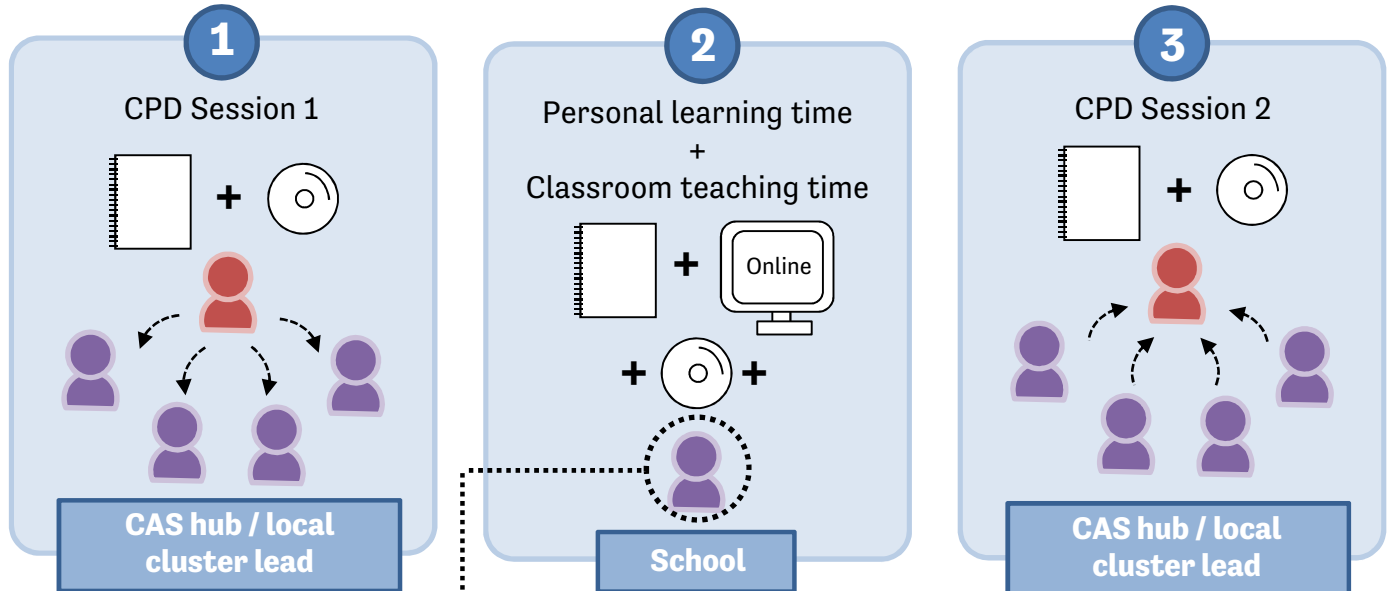 1
CPD Session 1
+
CAS hub / local
cluster lead
2
Personal learning time
+
Classroom teaching time
+
Online
+ +
School
3
CPD Session 2
+
CAS hub / local
cluster lead